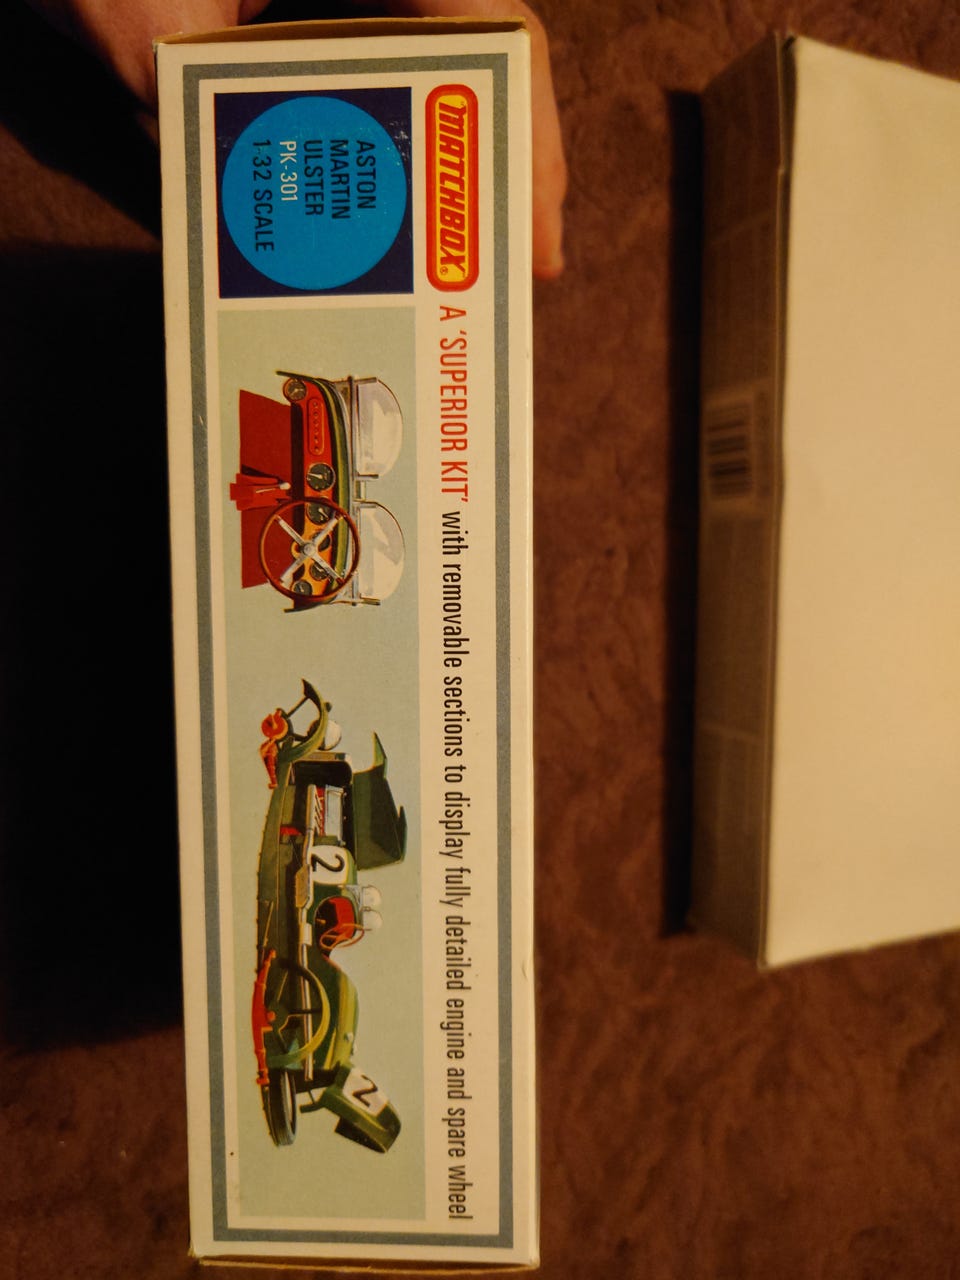 MATCHBOX®
A 'SUPERIOR KIT' with removable sections to display fully detailed engine and spare wheel
ASTON
MARTIN
ULSTER
PK-301
1:32 SCALE
2
2